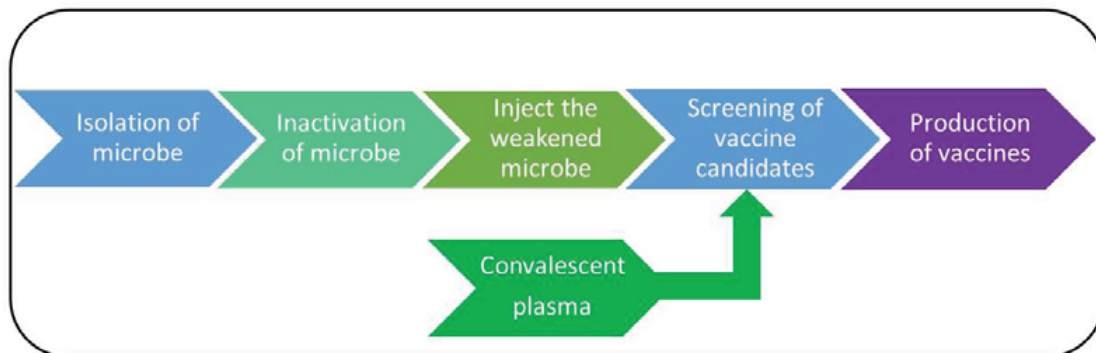 Isolation of
microbe
Inactivation
of microbe
Inject the
weakened
microbe
Screening of
vaccine
candidates
Production
of vaccines
Convalescent
plasma